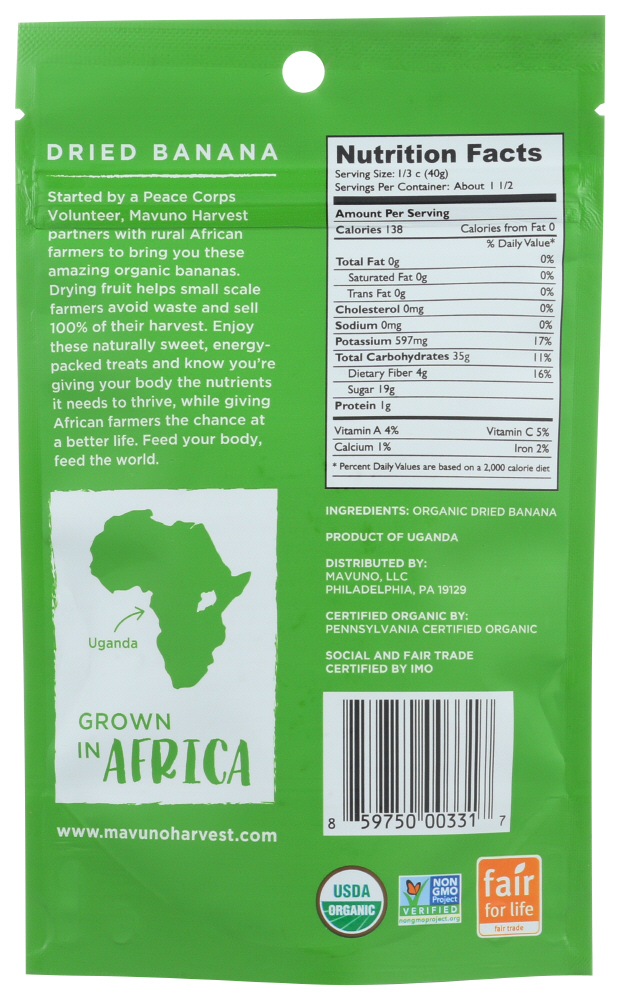 DRIED BANANA
Started by a Peace Corps
Volunteer, Mavuno Harvest
partners with rural African
farmers to bring you these
amazing organic bananas.
Drying fruit helps small scale
farmers avoid waste and sell
100% of their harvest. Enjoy
these naturally sweet, energy-
packed treats and know you're
giving your body the nutrients
it needs to thrive, while giving
African farmers the chance at
a better life. Feed your body,
feed the world.
Uganda
GROWN
IN AFRICA
www.mavunoharvest.com
Nutrition Facts
Serving Size: 1/3 c (40g)
Servings Per Container: About 1 1/2
Amount Per Serving
Calories 138 Calories from Fat 0
% Daily Value*
Total Fat 0g 0%
Saturated Fat 0g 0%
Trans Fat 0g 0%
Cholesterol 0mg 0%
Sodium 0mg 0%
Potassium 597mg 17%
Total Carbohydrates 35g 11%
Dietary Fiber 4g 16%
Sugar 19g
Protein 1g
Vitamin A 4% Vitamin C 5%
Calcium 1% Iron 2%
* Percent Daily Values are based on a 2,000 calorie diet
INGREDIENTS: ORGANIC DRIED BANANA
PRODUCT OF UGANDA
DISTRIBUTED BY:
MAVUNO, LLC
PHILADELPHIA, PA 19129
CERTIFIED ORGANIC BY:
PENNSYLVANIA CERTIFIED ORGANIC
SOCIAL AND FAIR TRADE
CERTIFIED BY IMO
8 59750 00331 7
USDA
ORGANIC
NON
GMO
Project
VERIFIED
nongmoproject.org
fair
for life
fair trade